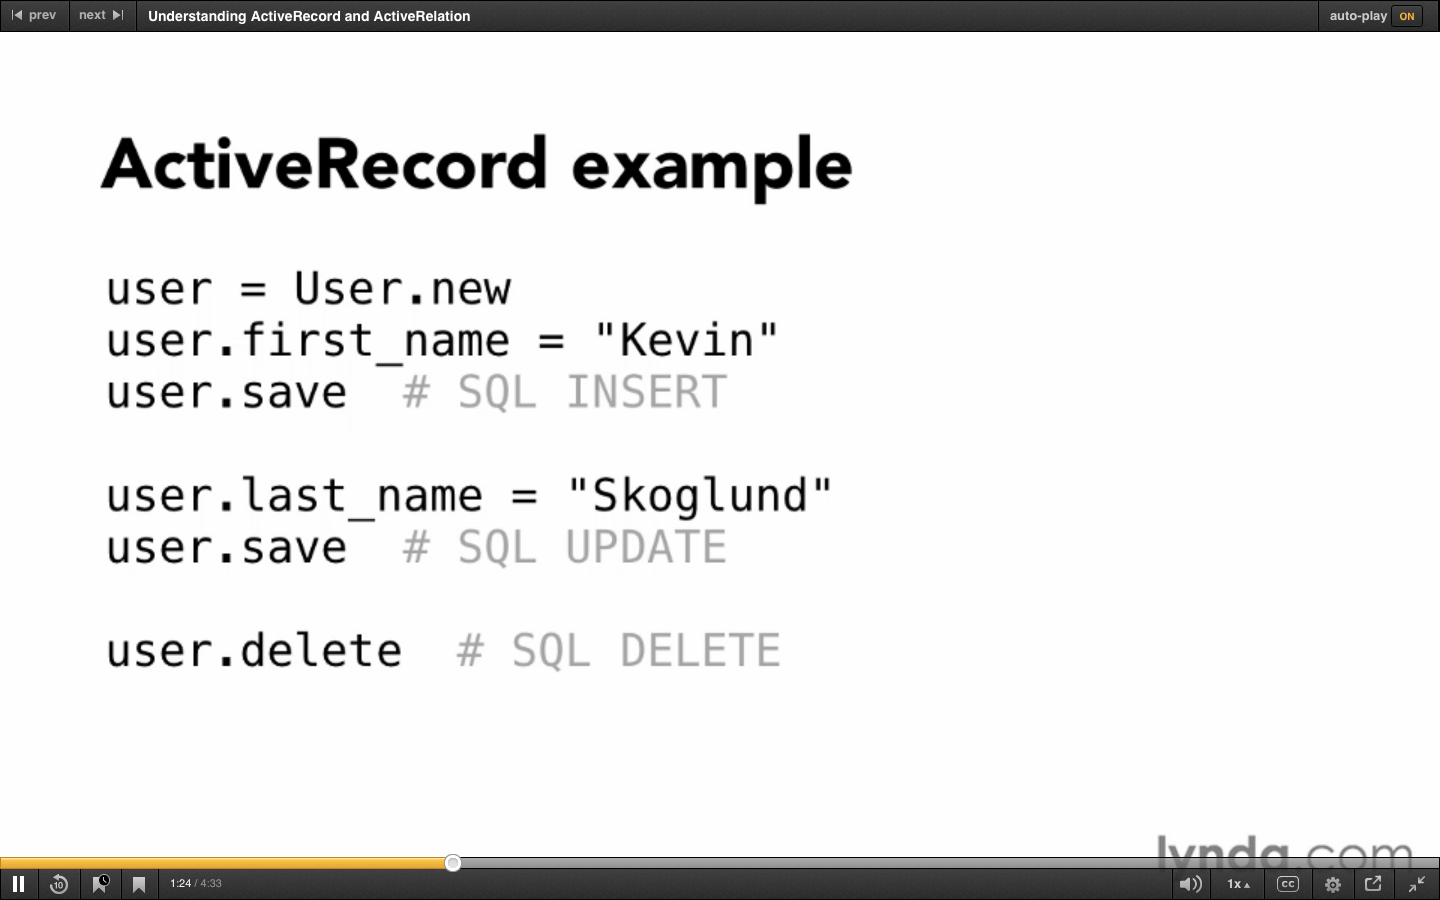 prev
next
Understanding ActiveRecord and ActiveRelation
auto-play ON
ActiveRecord example
user = User.new
user.first_name = "Kevin"
user.save  # SQL INSERT
user.last_name = "Skoglund"
user.save  # SQL UPDATE
user.delete  # SQL DELETE
lynda.com
10
1:24 / 4:33
1x
CC